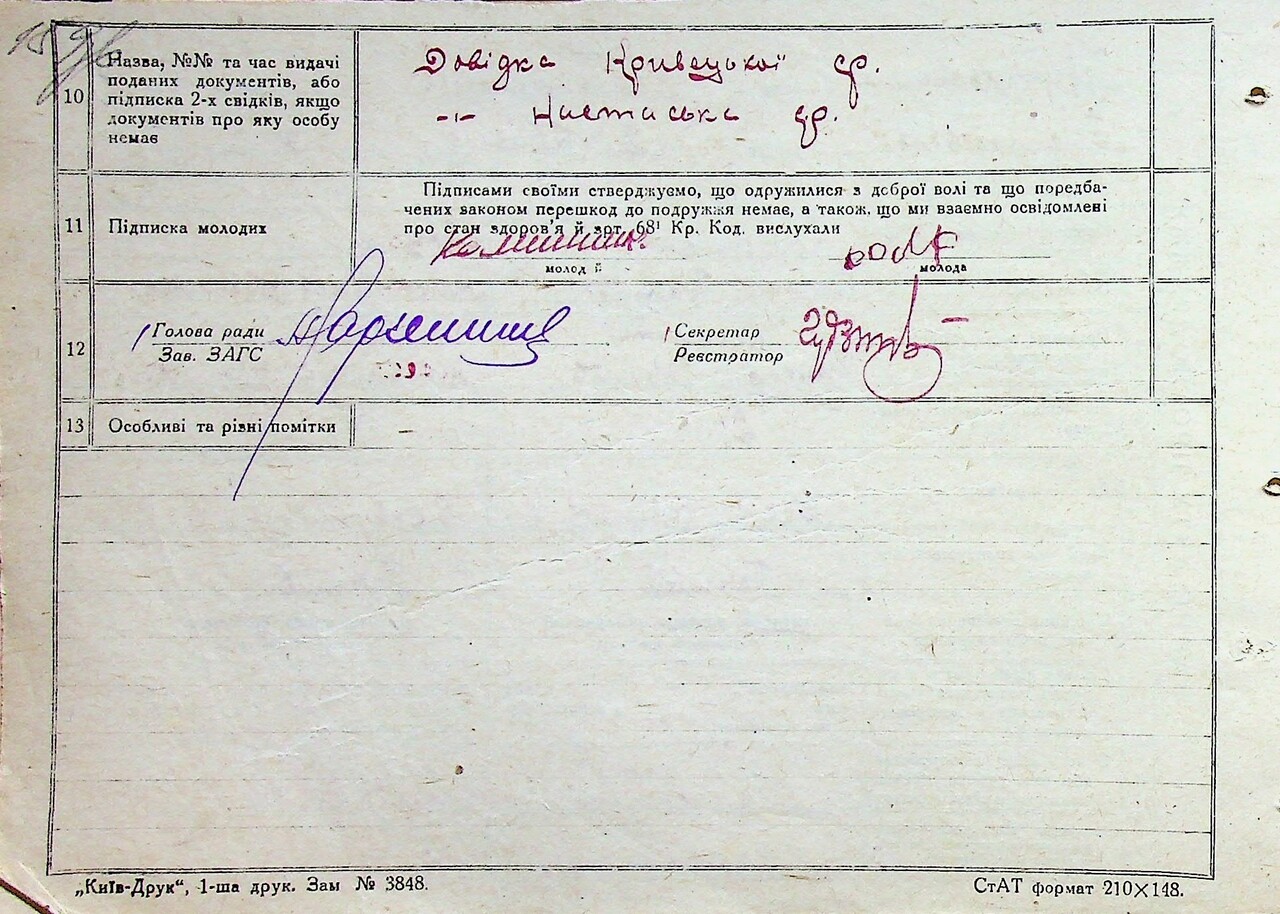 10
Назва, №№ та час видачі
поданих документів, або
підписка 2-х свідків, якщо
документів про яку особу
немає
Довідка Кривецької ср.
-"- Настаська ср.
11
Підписка молодих
Підписами своїми стверджуємо, що одружилися з доброї волі та що передба-
чених законом перешкод до подружжя немає, а також, що ми взаємно освідомлені
про стан здоров'я й арт. 68¹ Кр. Код. вислухали
молодий
молода
12
Голова ради
Зав. ЗАГС
Секретар
Реєстратор
13
Особливі та різні помітки
„Київ-Друк“, 1-ша друк. Зам № 3848.
СтАТ формат 210×148.